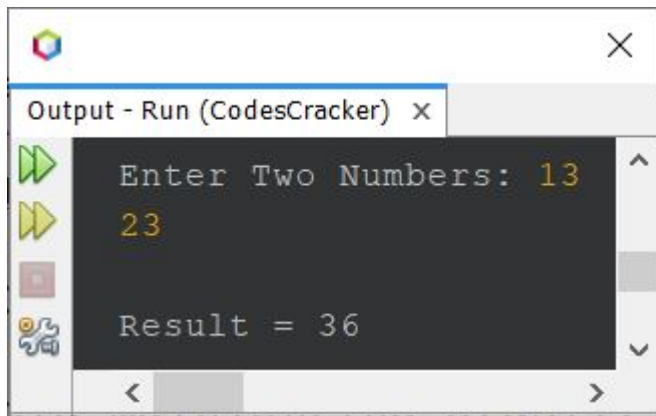 Output - Run (CodesCracker) x
Enter Two Numbers: 13
23
Result = 36